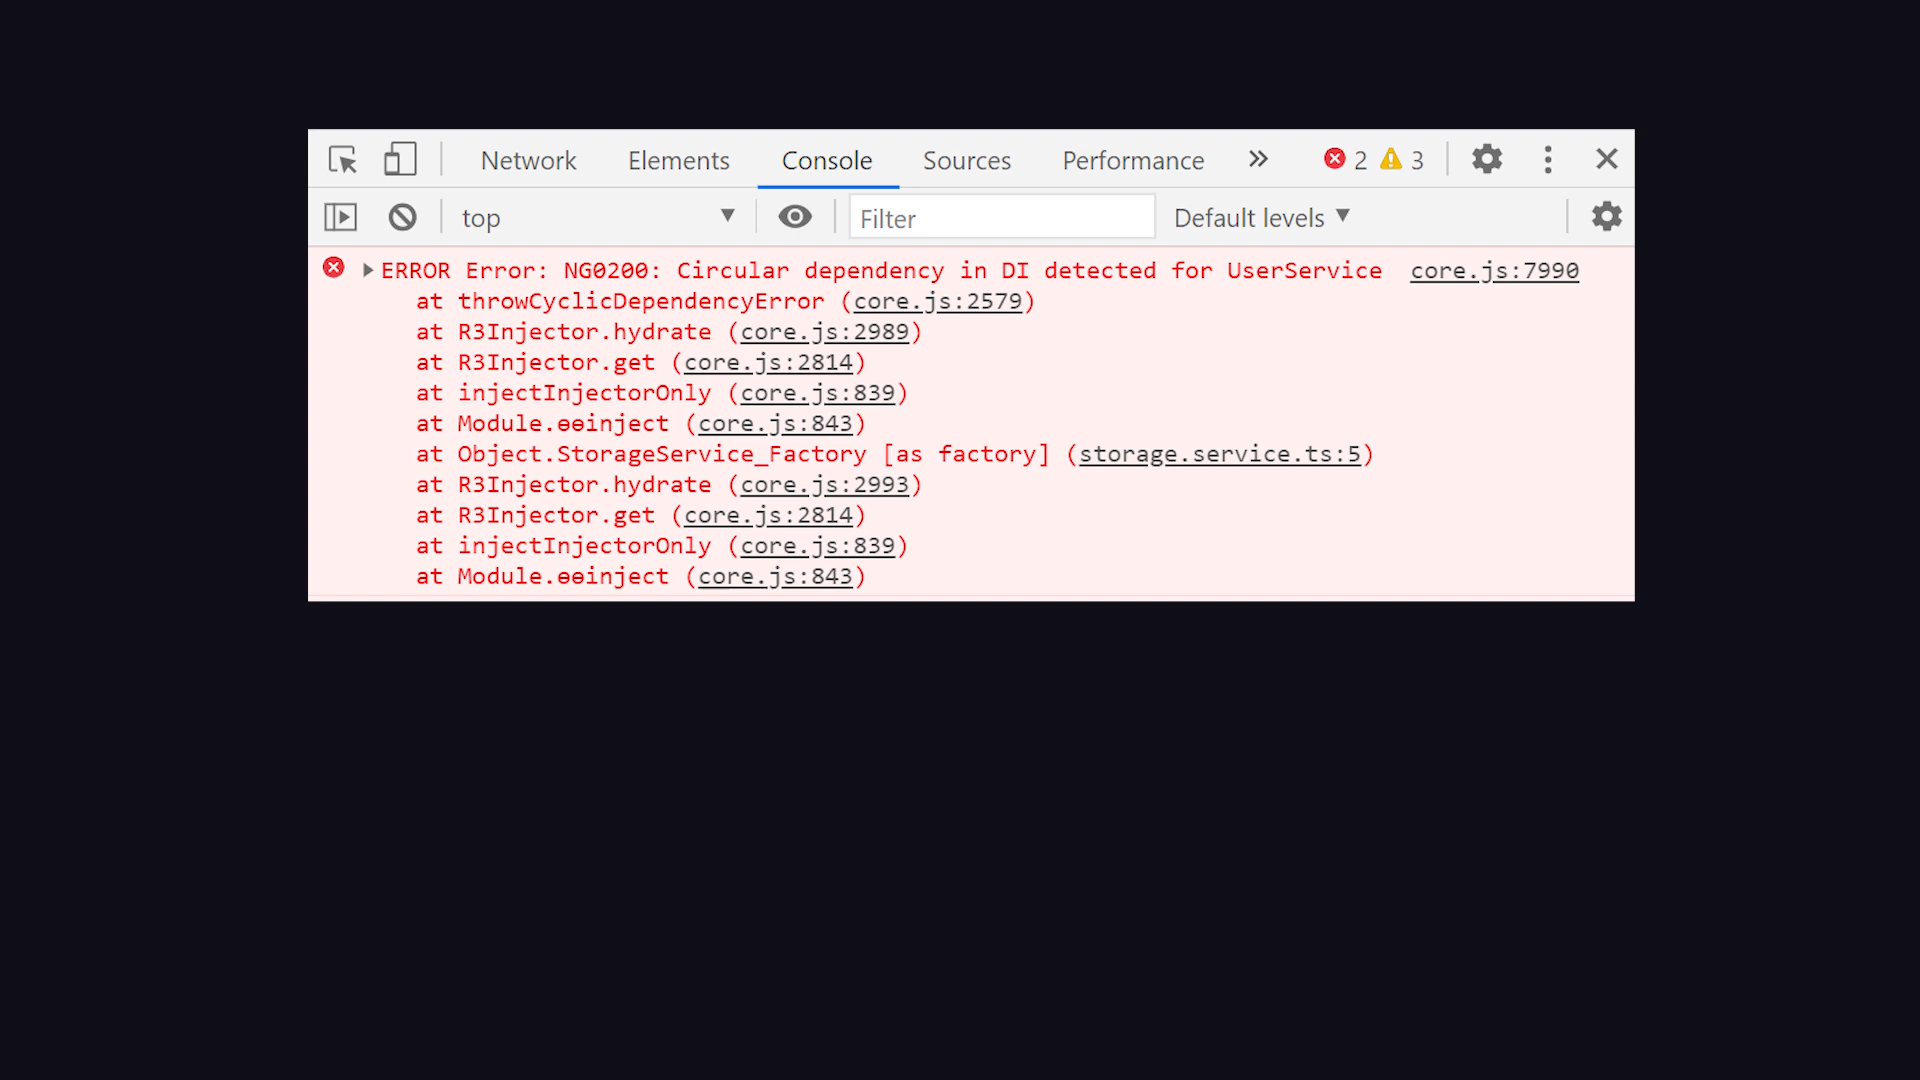 Network Elements Console Sources Performance » 2 3
top Filter Default levels
ERROR Error: NG0200: Circular dependency in DI detected for UserService core.js:7990
at throwCyclicDependencyError (core.js:2579)
at R3Injector.hydrate (core.js:2989)
at R3Injector.get (core.js:2814)
at injectInjectorOnly (core.js:839)
at Module.ɵɵinject (core.js:843)
at Object.StorageService_Factory [as factory] (storage.service.ts:5)
at R3Injector.hydrate (core.js:2993)
at R3Injector.get (core.js:2814)
at injectInjectorOnly (core.js:839)
at Module.ɵɵinject (core.js:843)